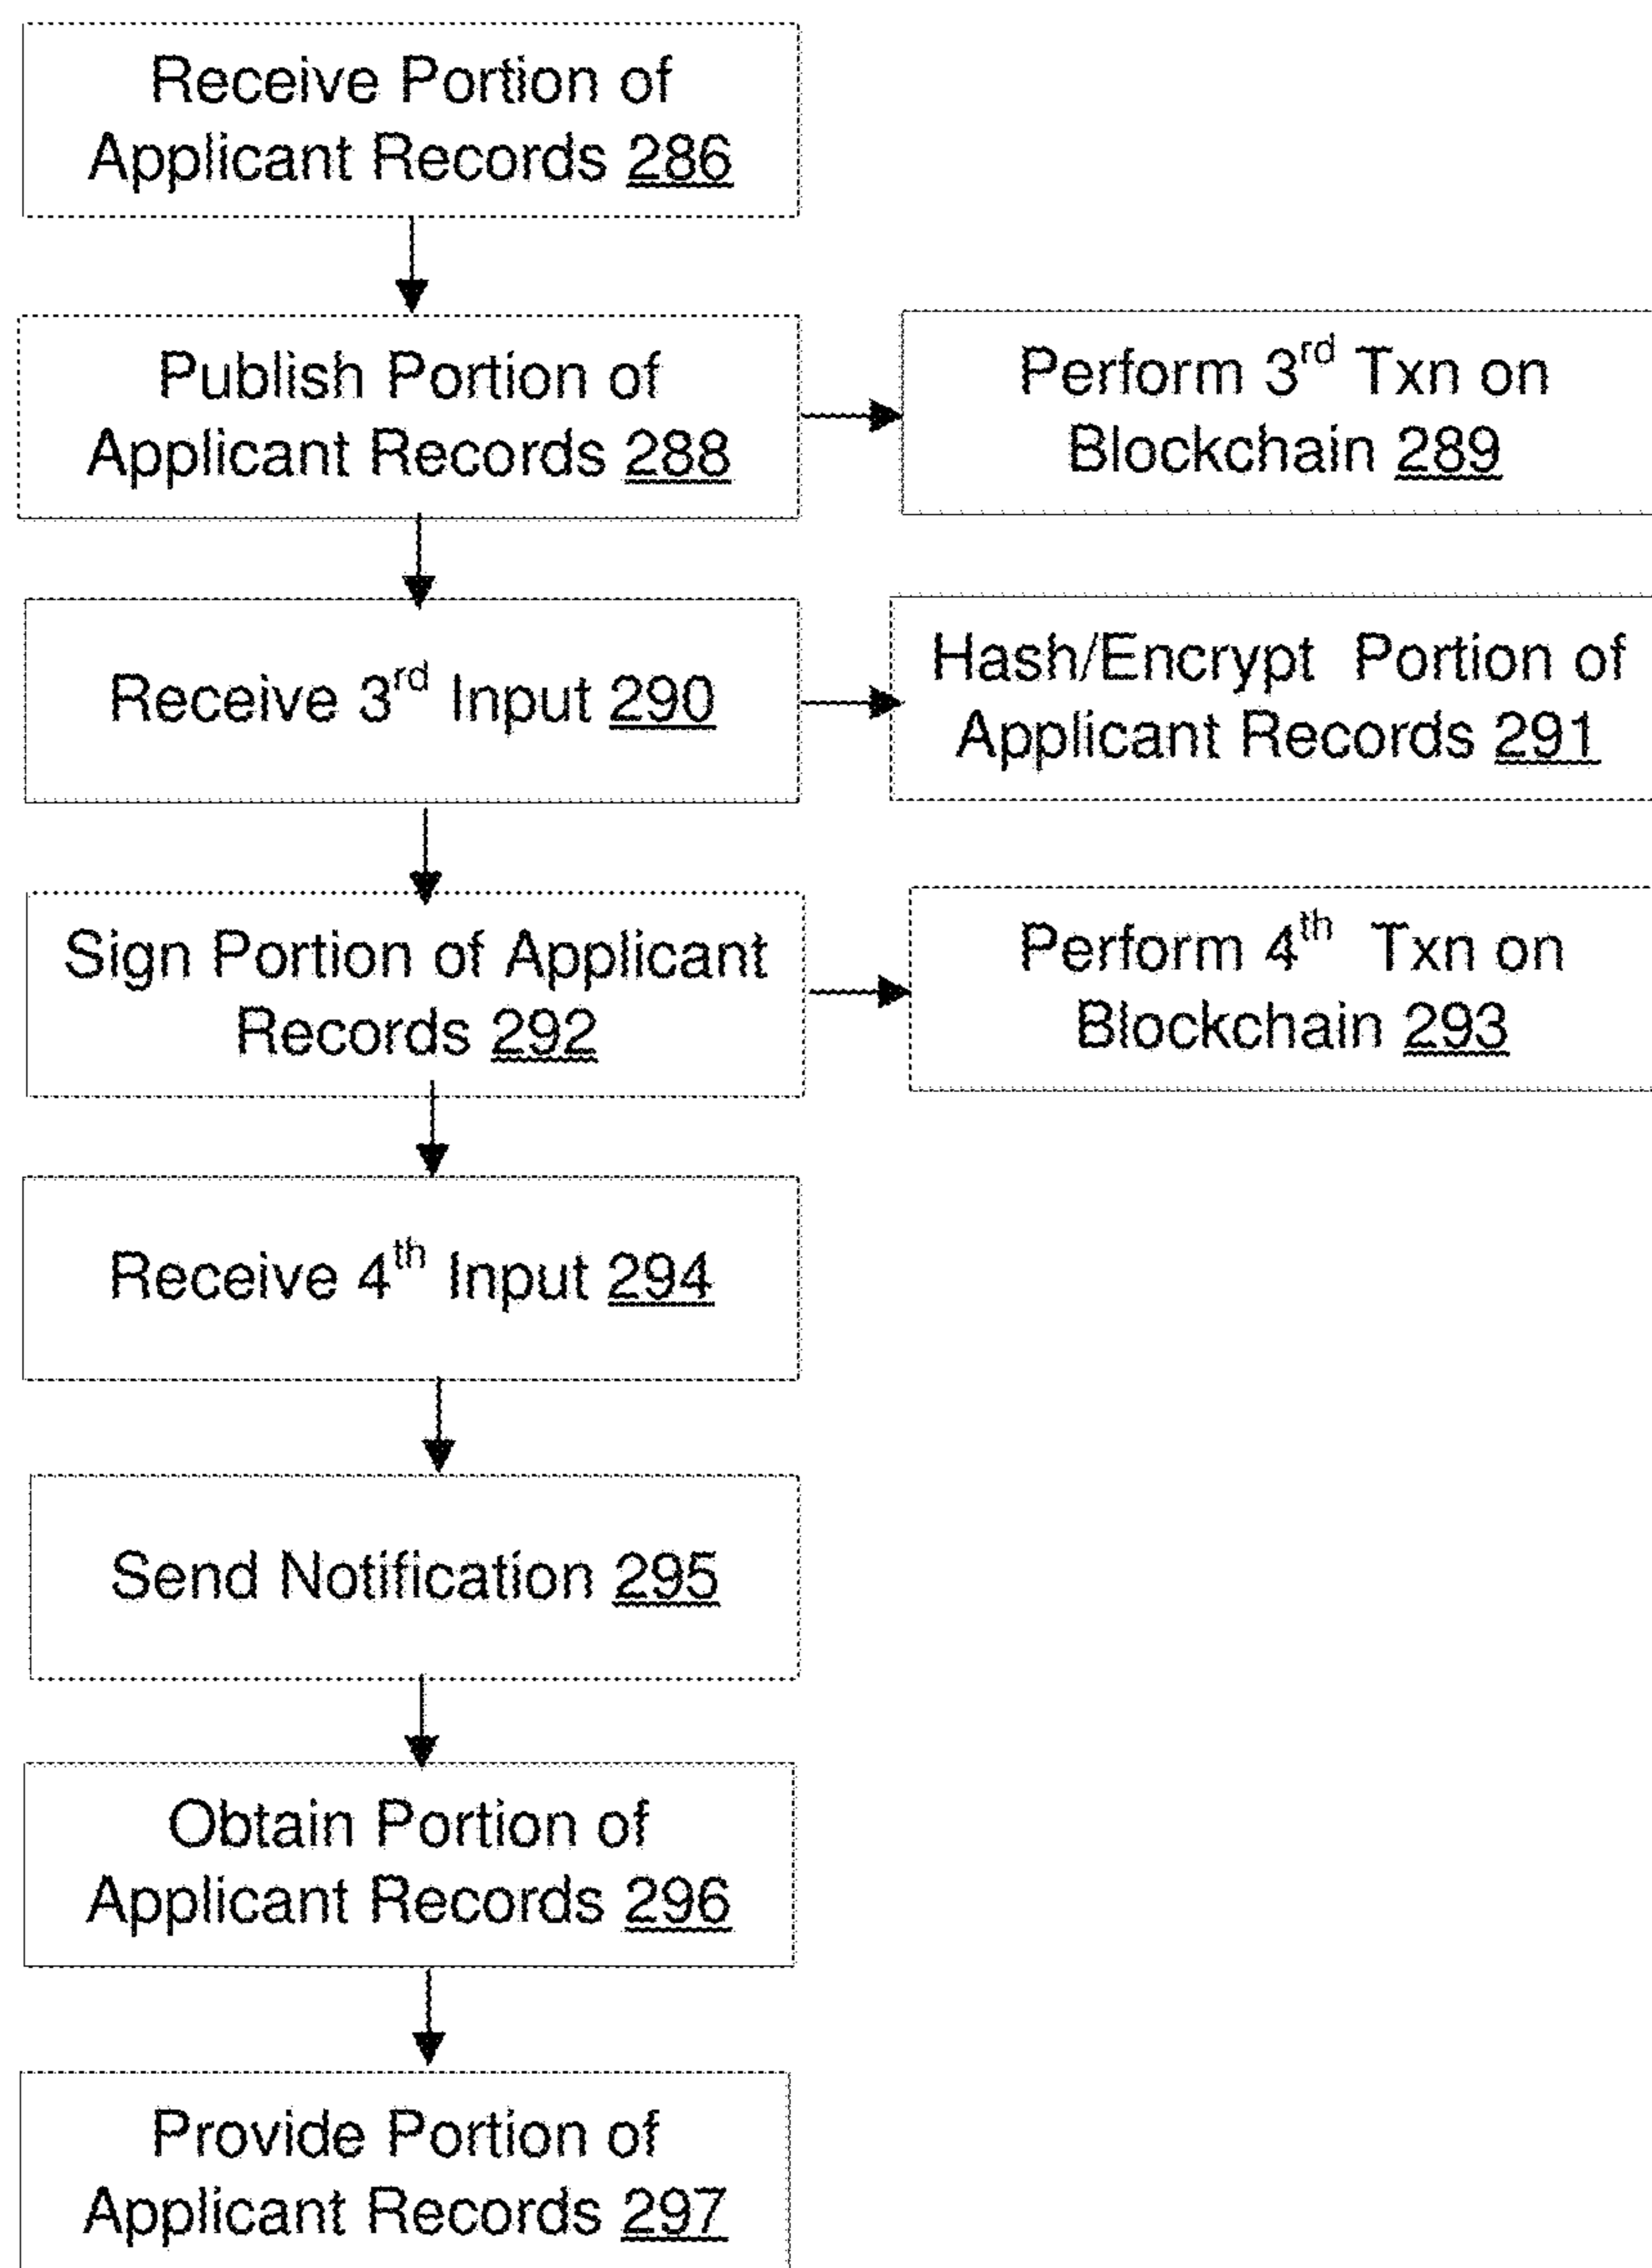 Receive Portion of
Applicant Records 286
Publish Portion of
Applicant Records 288
Perform 3rd Txn on
Blockchain 289
Receive 3rd Input 290
Hash/Encrypt Portion of
Applicant Records 291
Sign Portion of Applicant
Records 292
Perform 4th Txn on
Blockchain 293
Receive 4th Input 294
Send Notification 295
Obtain Portion of
Applicant Records 296
Provide Portion of
Applicant Records 297